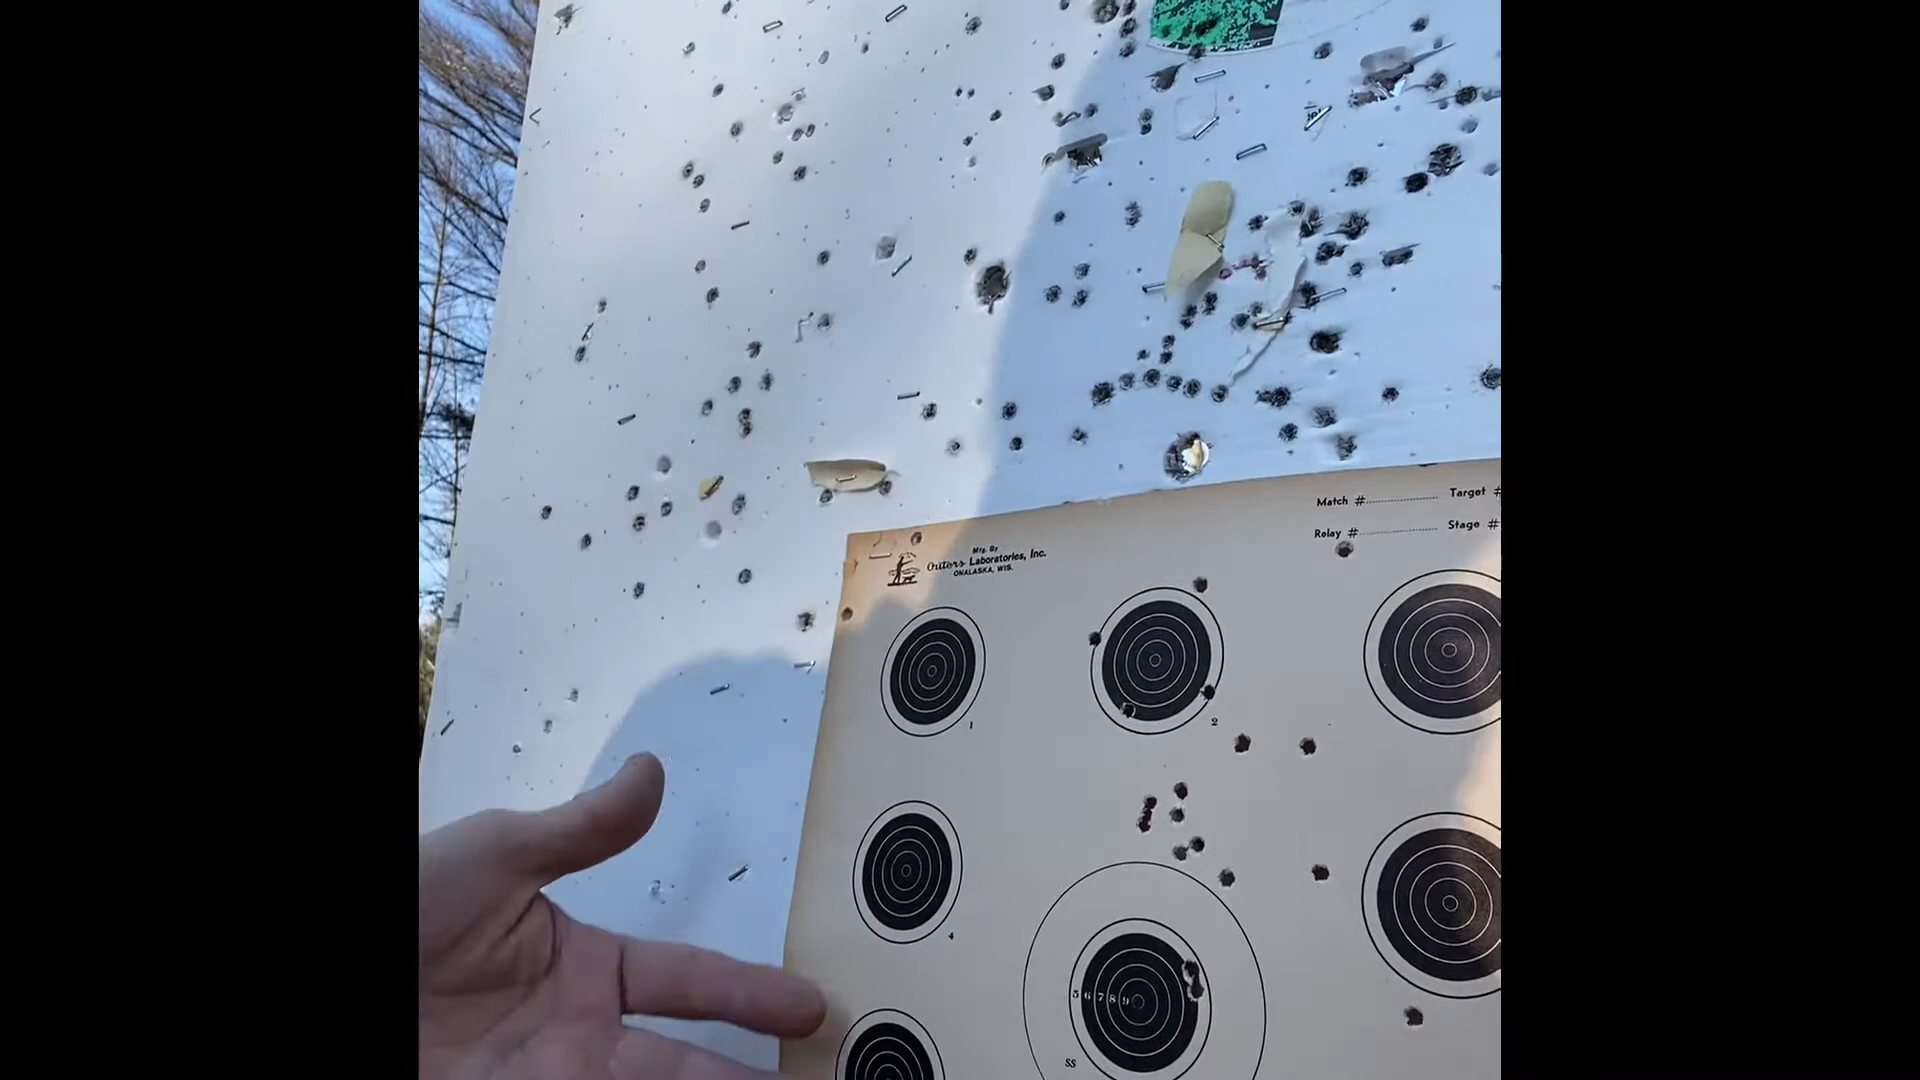 Match #
Target #
Relay #
Stage #
Mfg. By
Outers Laboratories, Inc.
ONALASKA, WIS.
1
2
4
5 6 7 8 9
SS